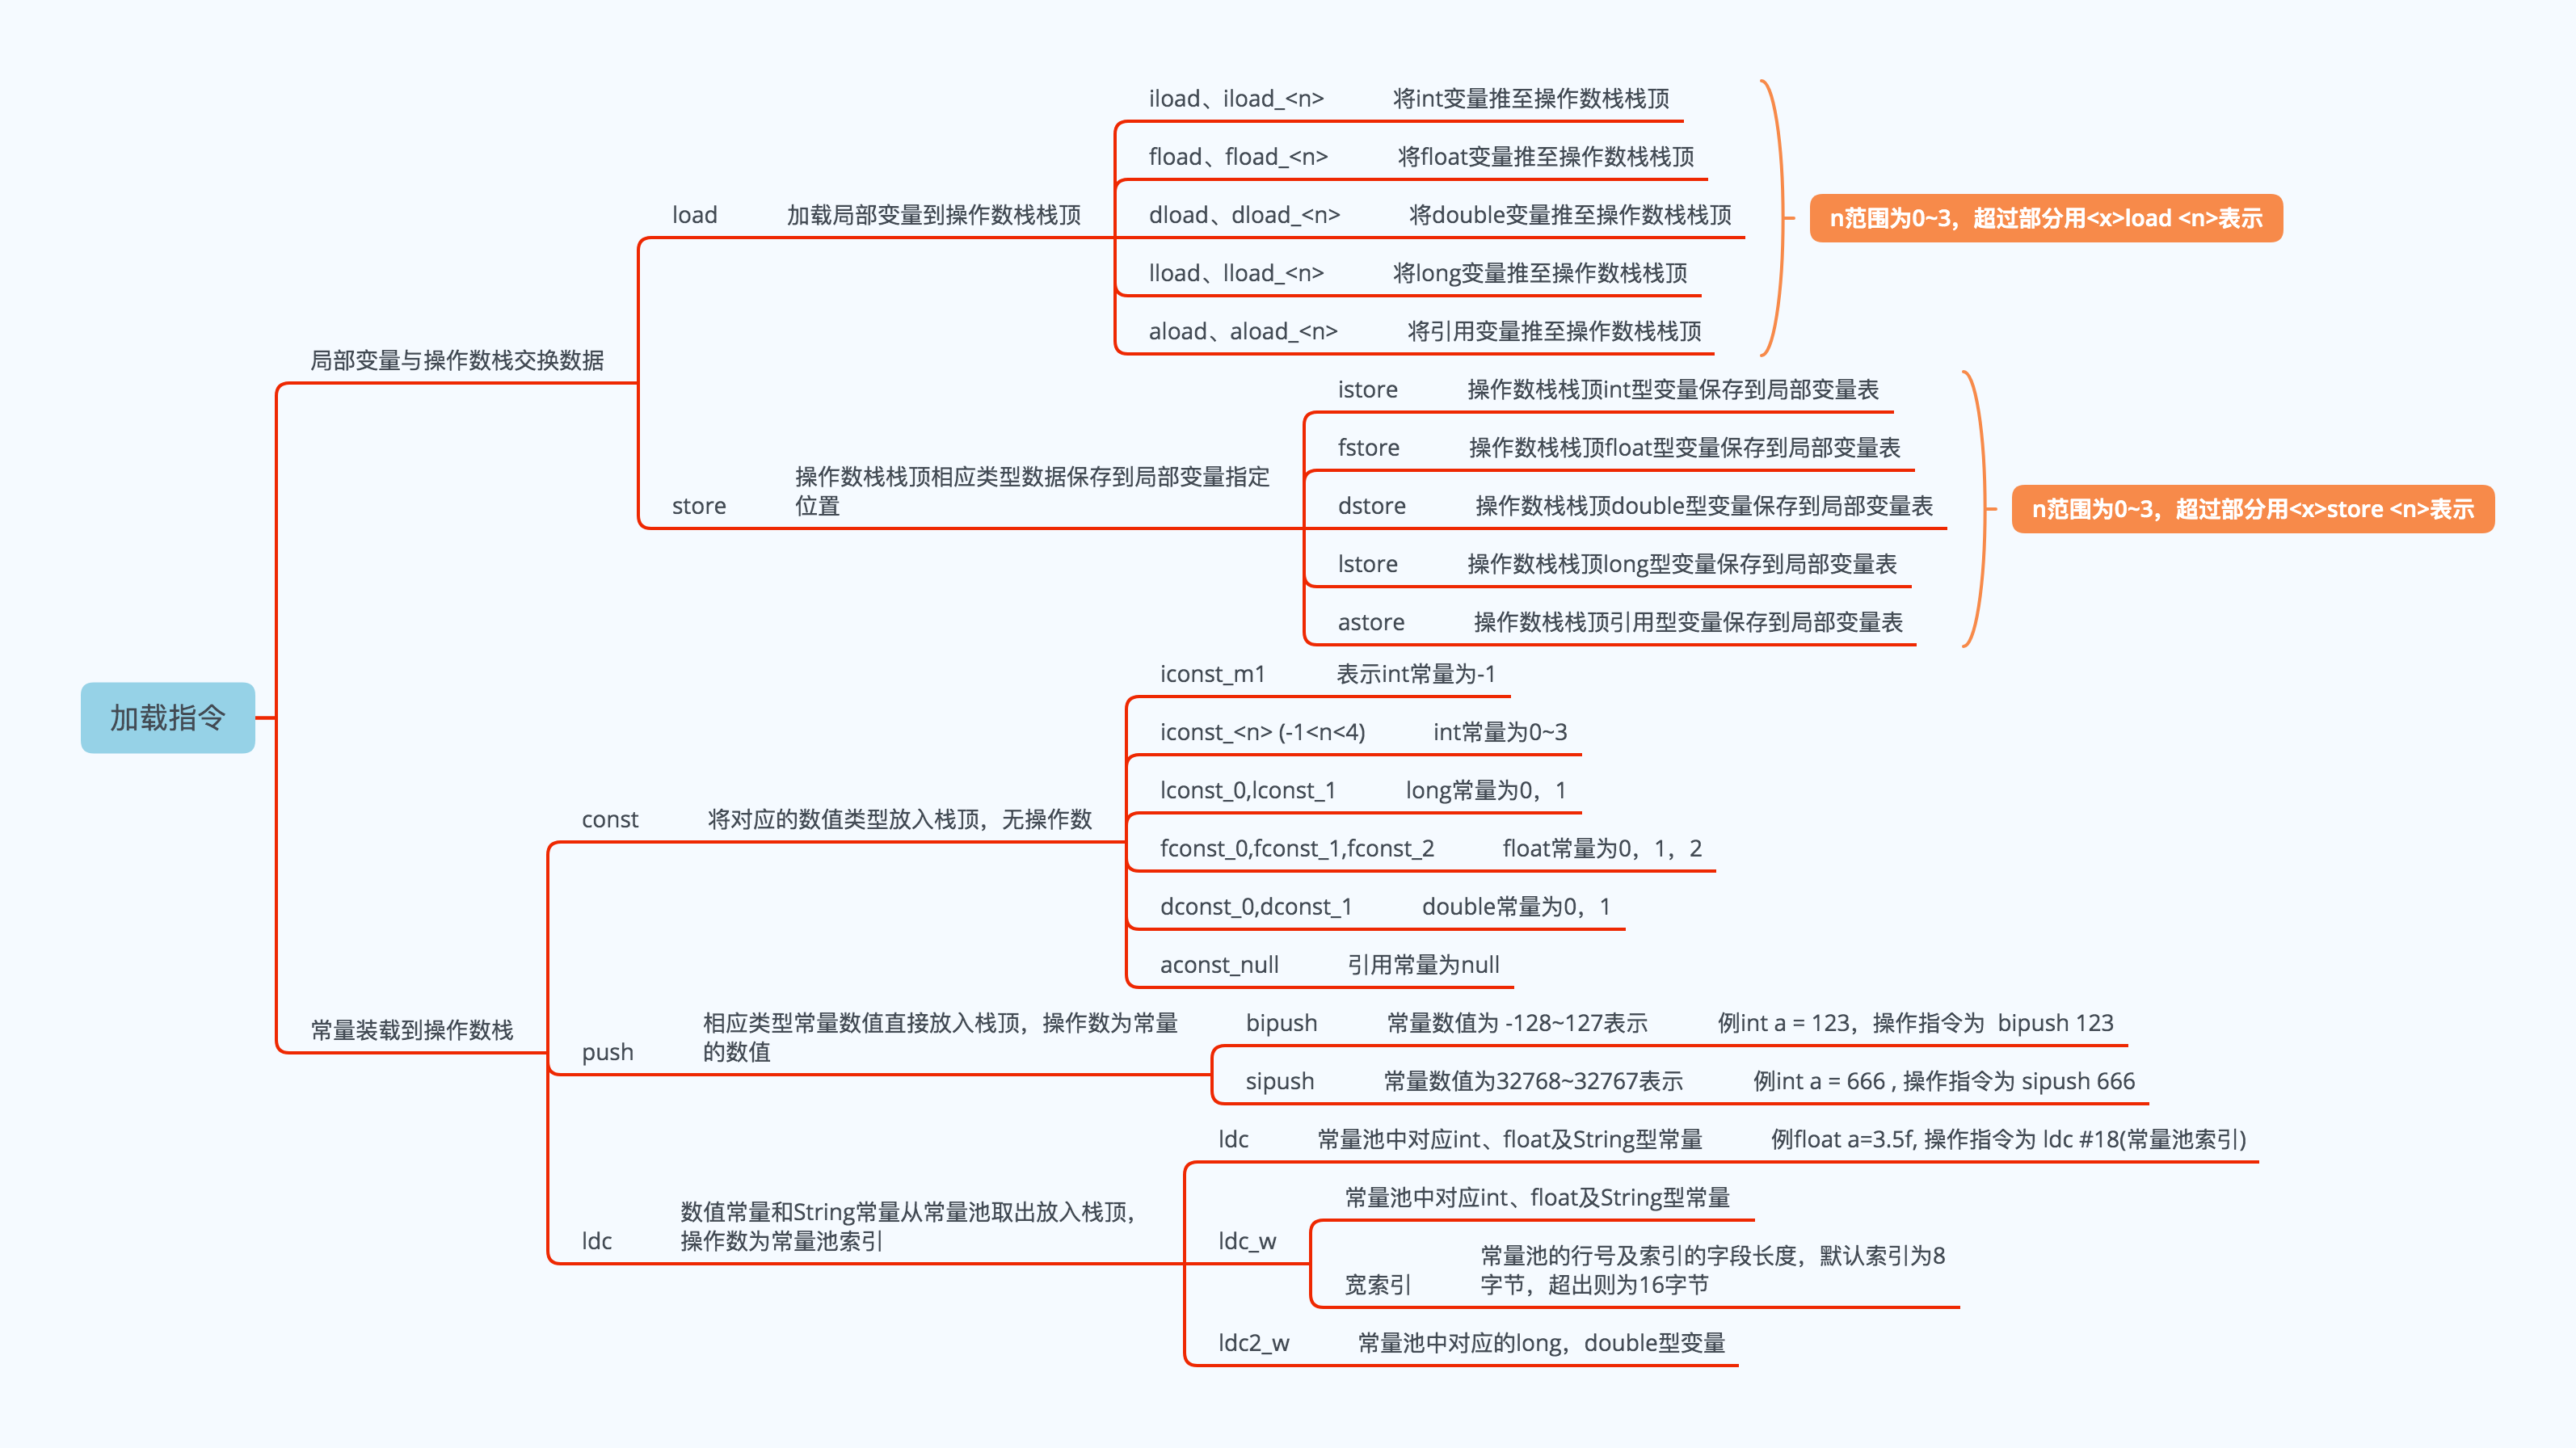 加载指令
局部变量与操作数栈交换数据
load
加载局部变量到操作数栈栈顶
iload、iload_<n>
将int变量推至操作数栈栈顶
fload、fload_<n>
将float变量推至操作数栈栈顶
dload、dload_<n>
将double变量推至操作数栈栈顶
lload、lload_<n>
将long变量推至操作数栈栈顶
aload、aload_<n>
将引用变量推至操作数栈栈顶
n范围为0~3，超过部分用<x>load <n>表示
store
操作数栈栈顶相应类型数据保存到局部变量指定
位置
istore
操作数栈栈顶int型变量保存到局部变量表
fstore
操作数栈栈顶float型变量保存到局部变量表
dstore
操作数栈栈顶double型变量保存到局部变量表
lstore
操作数栈栈顶long型变量保存到局部变量表
astore
操作数栈栈顶引用型变量保存到局部变量表
n范围为0~3，超过部分用<x>store <n>表示
常量装载到操作数栈
const
将对应的数值类型放入栈顶，无操作数
iconst_m1
表示int常量为-1
iconst_<n> (-1<n<4)
int常量为0~3
lconst_0,lconst_1
long常量为0，1
fconst_0,fconst_1,fconst_2
float常量为0，1，2
dconst_0,dconst_1
double常量为0，1
aconst_null
引用常量为null
push
相应类型常量数值直接放入栈顶，操作数为常量
的数值
bipush
常量数值为 -128~127表示
例int a = 123，操作指令为 bipush 123
sipush
常量数值为32768~32767表示
例int a = 666 , 操作指令为 sipush 666
ldc
数值常量和String常量从常量池取出放入栈顶，
操作数为常量池索引
ldc
常量池中对应int、float及String型常量
例float a=3.5f, 操作指令为 ldc #18(常量池索引)
ldc_w
常量池中对应int、float及String型常量
宽索引
常量池的行号及索引的字段长度，默认索引为8
字节，超出则为16字节
ldc2_w
常量池中对应的long，double型变量